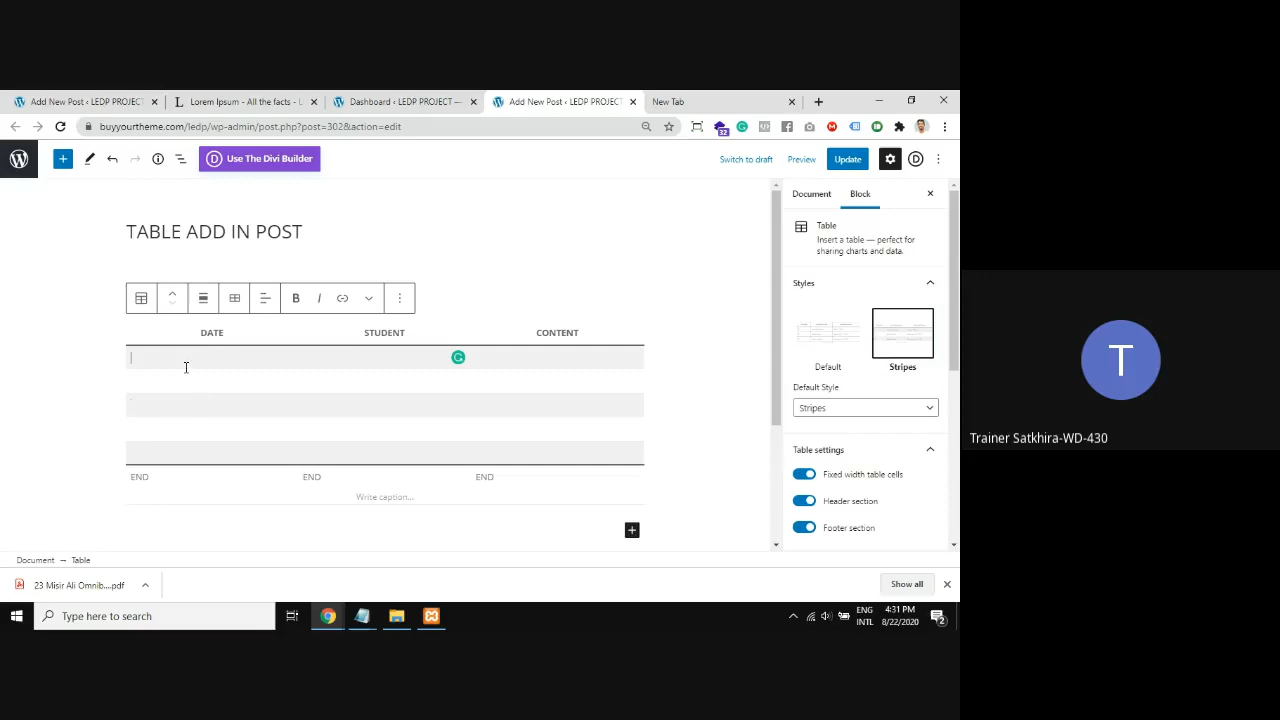 Add New Post ‹ LEDP PROJECT
Lorem Ipsum - All the facts - L
Dashboard ‹ LEDP PROJECT —
Add New Post ‹ LEDP PROJECT
New Tab
buyyourtheme.com/ledp/wp-admin/post.php?post=302&action=edit
32
Use The Divi Builder
Switch to draft
Preview
Update
Document
Block
TABLE ADD IN POST
Table
Insert a table — perfect for
sharing charts and data.
Styles
B
I
DATE
STUDENT
CONTENT
Default
Stripes
Default Style
Stripes
Table settings
Fixed width table cells
Header section
Footer section
END
END
END
Write caption...
Document → Table
23 Misir Ali Omnib....pdf
Show all
Type here to search
ENG
INTL
4:31 PM
8/22/2020
2
T
Trainer Satkhira-WD-430